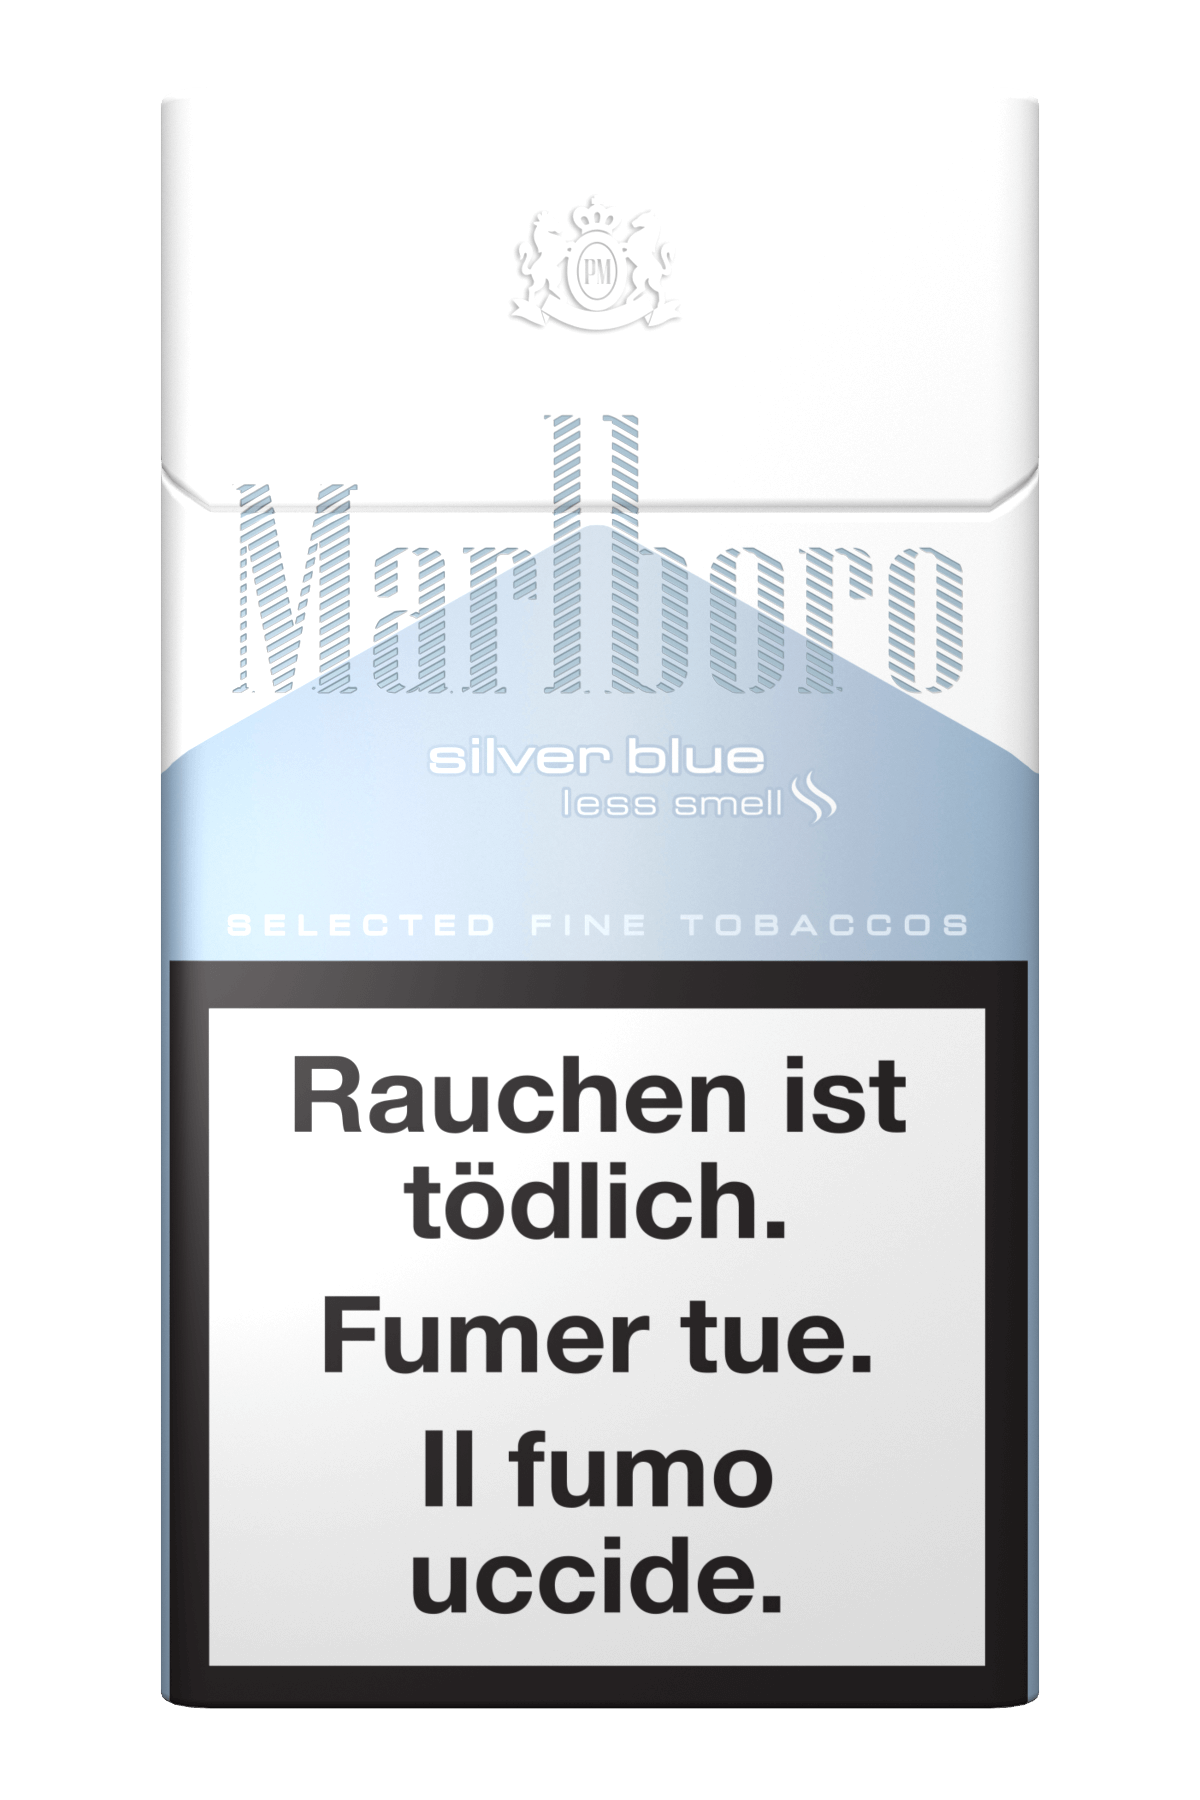 PM
Marlboro
silver blue
less smell
SELECTED FINE TOBACCOS
Rauchen ist
tödlich.
Fumer tue.
Il fumo
uccide.